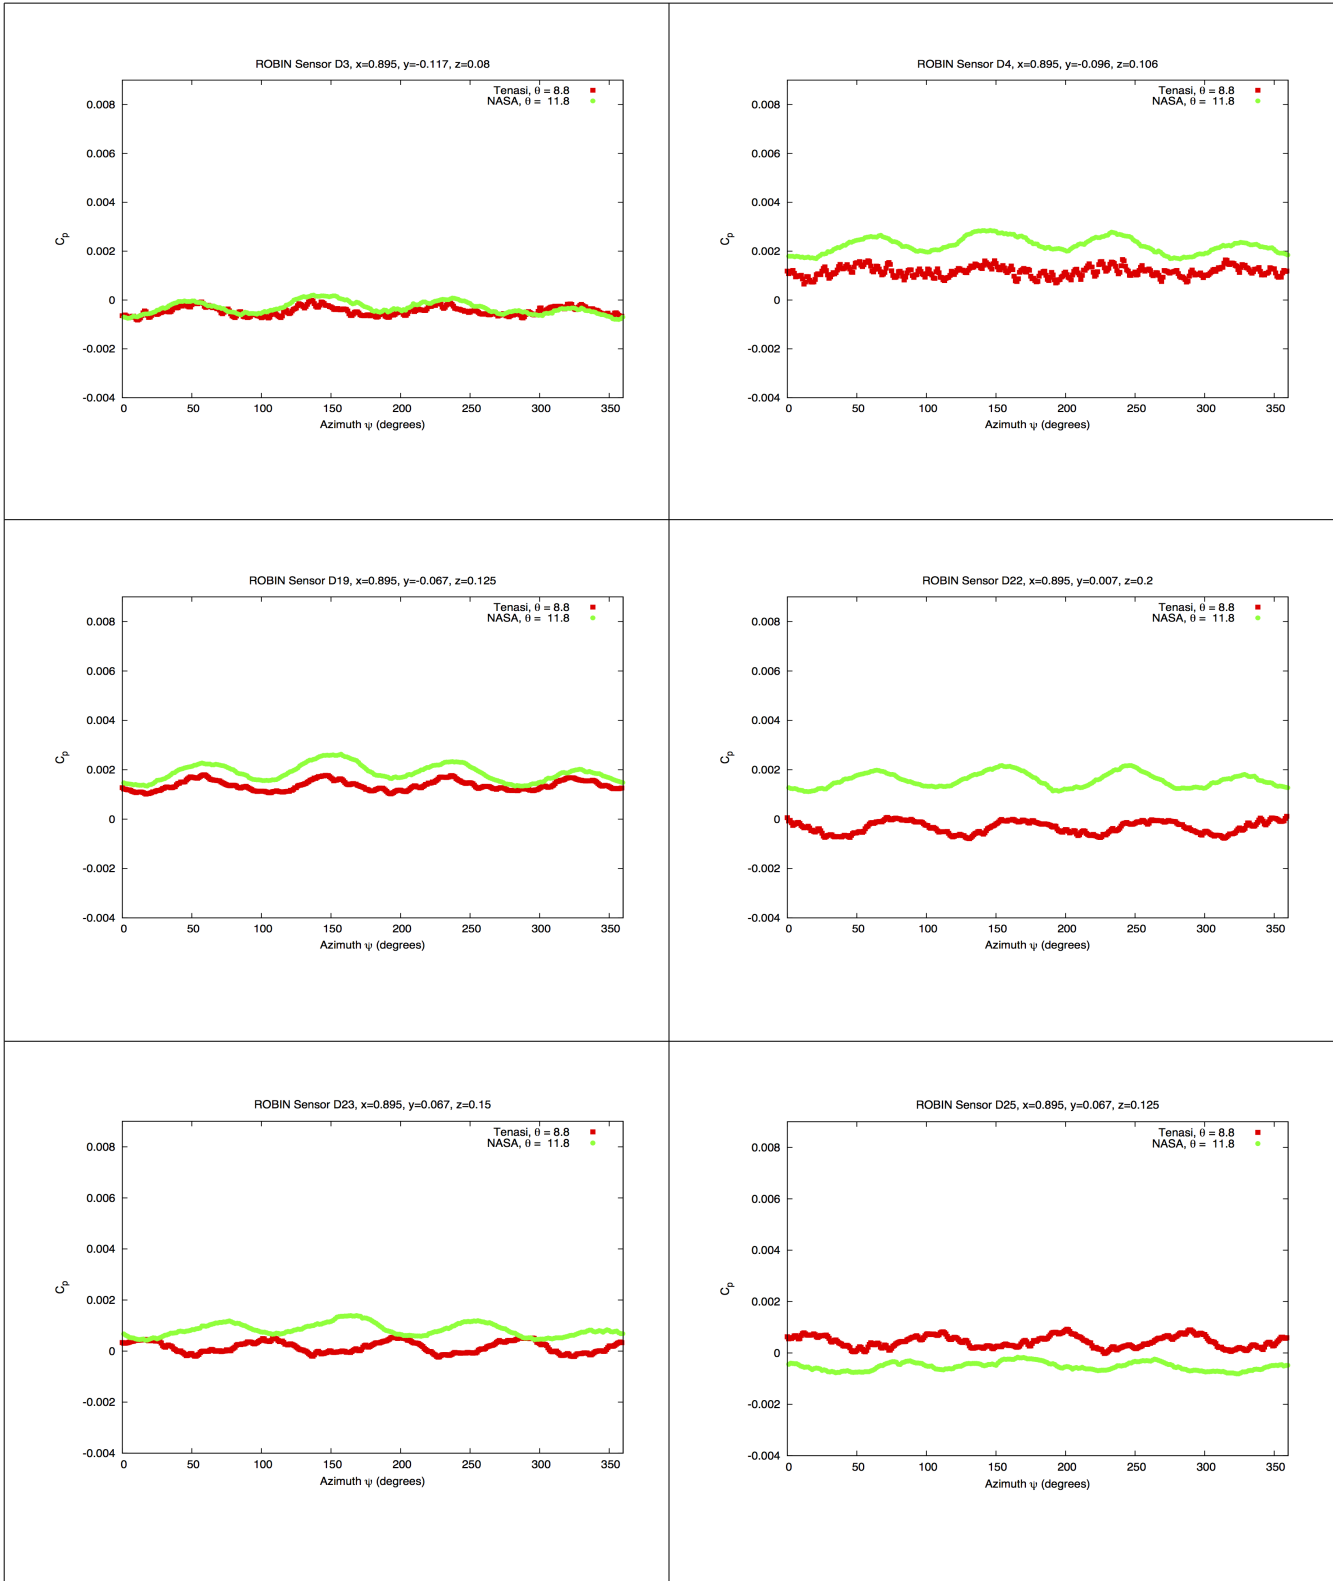 ROBIN Sensor D3, x=0.895, y=-0.117, z=0.08
Tenasi, θ = 8.8
NASA, θ = 11.8
0.008
0.006
0.004
0.002
0
-0.002
-0.004
Cp
0 50 100 150 200 250 300 350
Azimuth ψ (degrees)
ROBIN Sensor D4, x=0.895, y=-0.096, z=0.106
Tenasi, θ = 8.8
NASA, θ = 11.8
0.008
0.006
0.004
0.002
0
-0.002
-0.004
Cp
0 50 100 150 200 250 300 350
Azimuth ψ (degrees)
ROBIN Sensor D19, x=0.895, y=-0.067, z=0.125
Tenasi, θ = 8.8
NASA, θ = 11.8
0.008
0.006
0.004
0.002
0
-0.002
-0.004
Cp
0 50 100 150 200 250 300 350
Azimuth ψ (degrees)
ROBIN Sensor D22, x=0.895, y=0.007, z=0.2
Tenasi, θ = 8.8
NASA, θ = 11.8
0.008
0.006
0.004
0.002
0
-0.002
-0.004
Cp
0 50 100 150 200 250 300 350
Azimuth ψ (degrees)
ROBIN Sensor D23, x=0.895, y=0.067, z=0.15
Tenasi, θ = 8.8
NASA, θ = 11.8
0.008
0.006
0.004
0.002
0
-0.002
-0.004
Cp
0 50 100 150 200 250 300 350
Azimuth ψ (degrees)
ROBIN Sensor D25, x=0.895, y=0.067, z=0.125
Tenasi, θ = 8.8
NASA, θ = 11.8
0.008
0.006
0.004
0.002
0
-0.002
-0.004
Cp
0 50 100 150 200 250 300 350
Azimuth ψ (degrees)